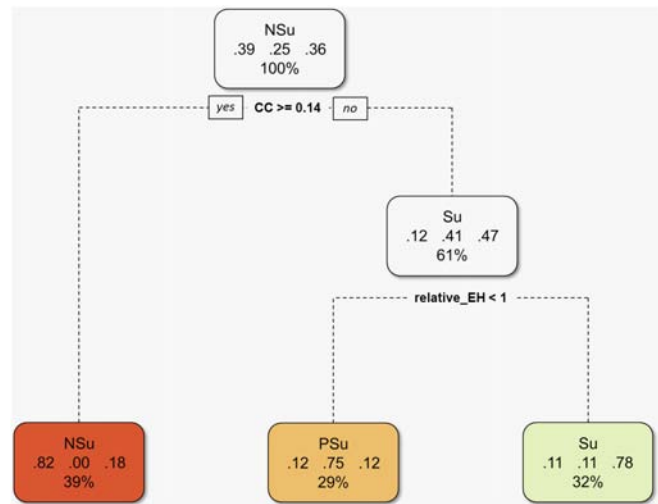 NSu
.39 .25 .36
100%
yes CC >= 0.14 no
Su
.12 .41 .47
61%
relative_EH < 1
NSu
.82 .00 .18
39%
PSu
.12 .75 .12
29%
Su
.11 .11 .78
32%